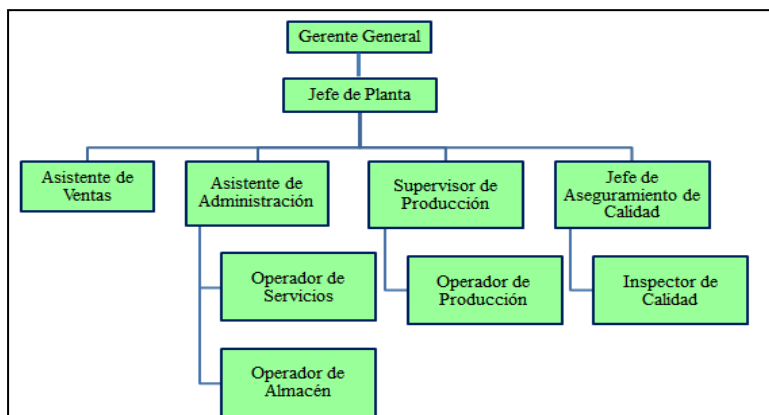 Gerente General
Jefe de Planta
Asistente de
Ventas
Asistente de
Administración
Supervisor de
Producción
Jefe de
Aseguramiento de
Calidad
Operador de
Servicios
Operador de
Producción
Inspector de
Calidad
Operador de
Almacén